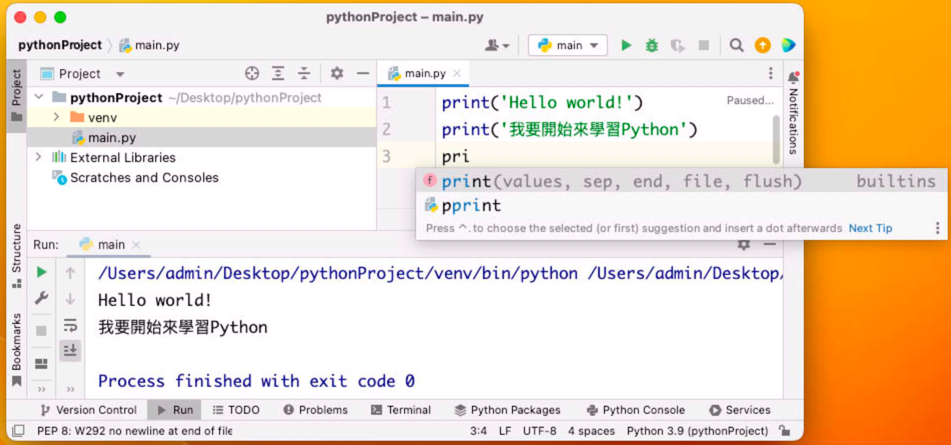 pythonProject – main.py
pythonProject
main.py
main
Project
Project
main.py
pythonProject ~/Desktop/pythonProject
venv
main.py
External Libraries
Scratches and Consoles
1 print('Hello world!')
Paused...
2 print('我要開始來學習Python')
3 pri
Notifications
print(values, sep, end, file, flush) builtins
pprint
Press ^. to choose the selected (or first) suggestion and insert a dot afterwards Next Tip
Structure
Bookmarks
Run: main
/Users/admin/Desktop/pythonProject/venv/bin/python /Users/admin/Desktop/
Hello world!
我要開始來學習Python
Process finished with exit code 0
Version Control Run TODO Problems Terminal Python Packages Python Console Services
PEP 8: W292 no newline at end of file 3:4 LF UTF-8 4 spaces Python 3.9 (pythonProject)